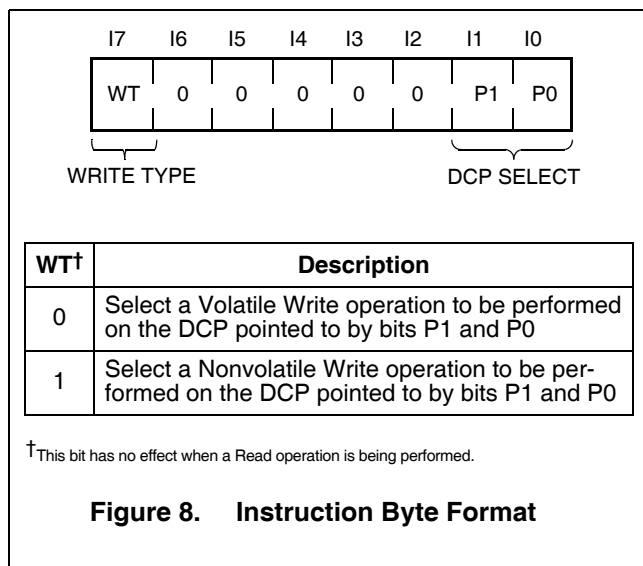 I7 I6 I5 I4 I3 I2 I1 I0
WT 0 0 0 0 0 P1 P0
WRITE TYPE DCP SELECT
WT† Description
0 Select a Volatile Write operation to be performed
on the DCP pointed to by bits P1 and P0
1 Select a Nonvolatile Write operation to be per-
formed on the DCP pointed to by bits P1 and P0
†This bit has no effect when a Read operation is being performed.
Figure 8. Instruction Byte Format